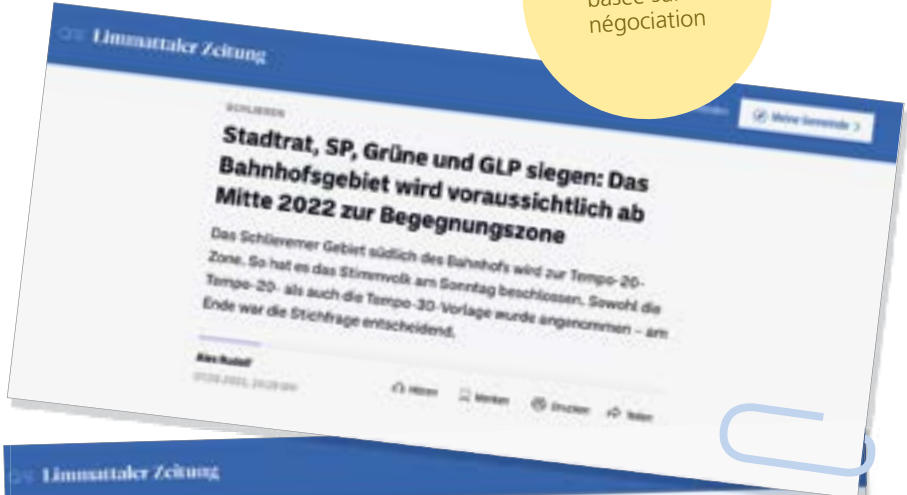 négociation
Limmattaler Zeitung
Meine Gemeinde >
SCHLIEREN
Stadtrat, SP, Grüne und GLP siegen: Das
Bahnhofsgebiet wird voraussichtlich ab
Mitte 2022 zur Begegnungszone
Das Schlieremer Gebiet südlich des Bahnhofs wird zur Tempo-20-
Zone. So hat es das Stimmvolk am Sonntag beschlossen. Sowohl die
Tempo-20- als auch die Tempo-30-Vorlage wurde angenommen – am
Ende war die Stichfrage entscheidend.
Alex Rudolf
Hören Merken Drucken Teilen
Limmattaler Zeitung